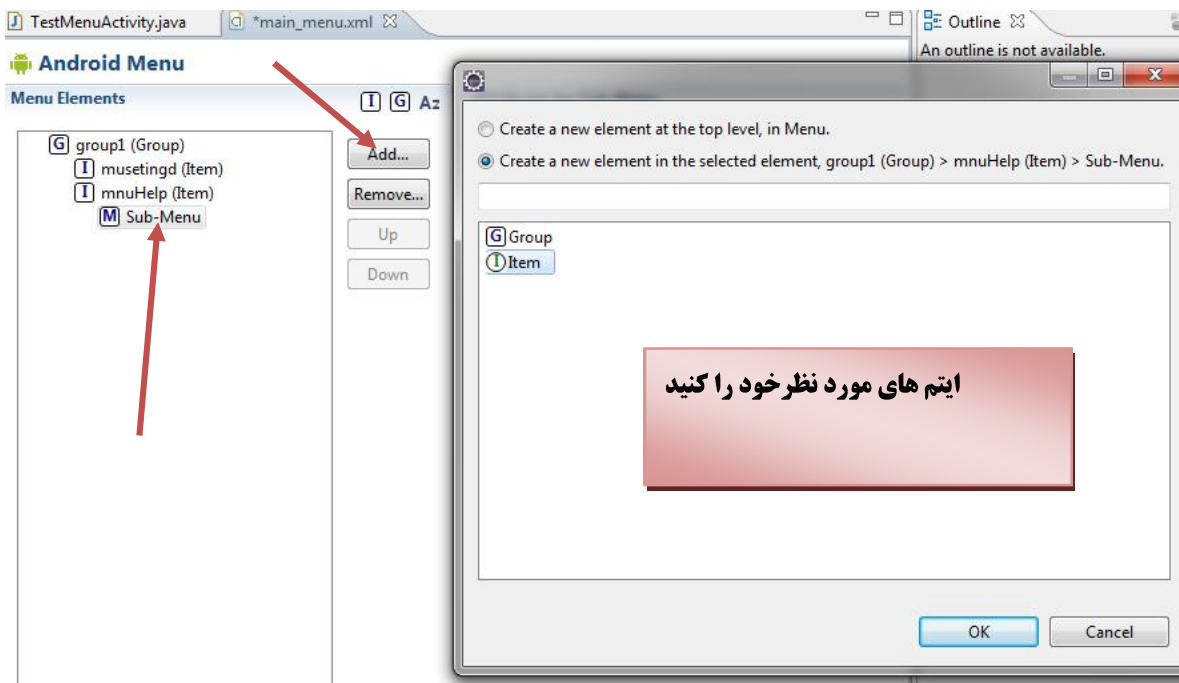 TestMenuActivity.java
*main_menu.xml
Outline
An outline is not available.
Android Menu
Menu Elements
I G Az
G group1 (Group)
I musetingd (Item)
I mnuHelp (Item)
M Sub-Menu
Add...
Remove...
Up
Down
Create a new element at the top level, in Menu.
Create a new element in the selected element, group1 (Group) > mnuHelp (Item) > Sub-Menu.
G Group
I Item
ایتم های مورد نظر خود را کنید
OK
Cancel